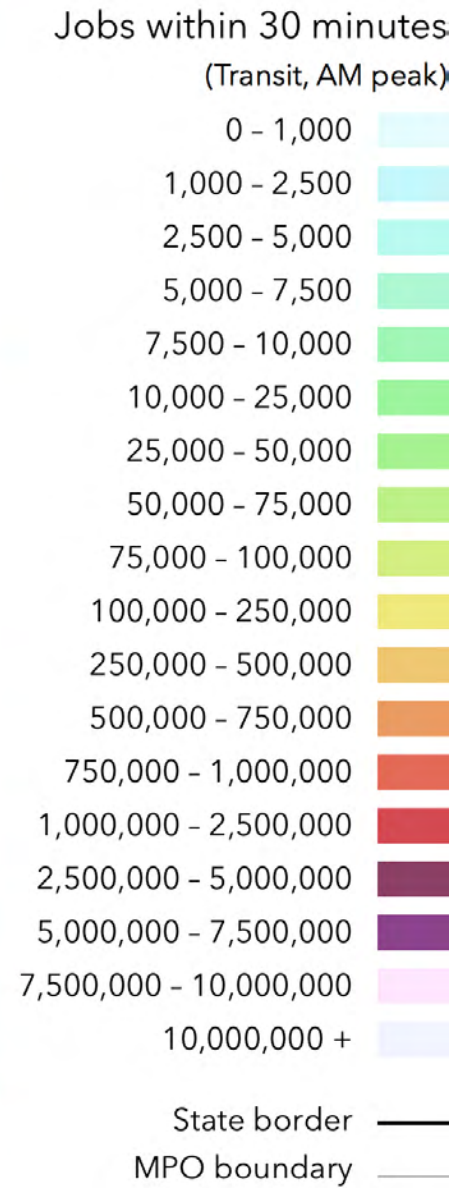 Jobs within 30 minutes
(Transit, AM peak)
0 – 1,000
1,000 – 2,500
2,500 – 5,000
5,000 – 7,500
7,500 – 10,000
10,000 – 25,000
25,000 – 50,000
50,000 – 75,000
75,000 – 100,000
100,000 – 250,000
250,000 – 500,000
500,000 – 750,000
750,000 – 1,000,000
1,000,000 – 2,500,000
2,500,000 – 5,000,000
5,000,000 – 7,500,000
7,500,000 – 10,000,000
10,000,000 +
State border
MPO boundary